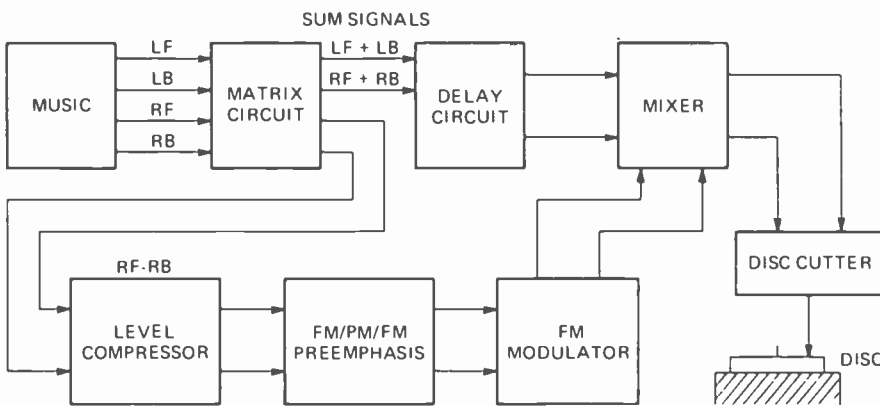 SUM SIGNALS
MUSIC
LF
LB
RF
RB
MATRIX
CIRCUIT
LF + LB
RF + RB
DELAY
CIRCUIT
MIXER
DISC CUTTER
DISC
RF-RB
LEVEL
COMPRESSOR
FM/PM/FM
PREEMPHASIS
FM
MODULATOR